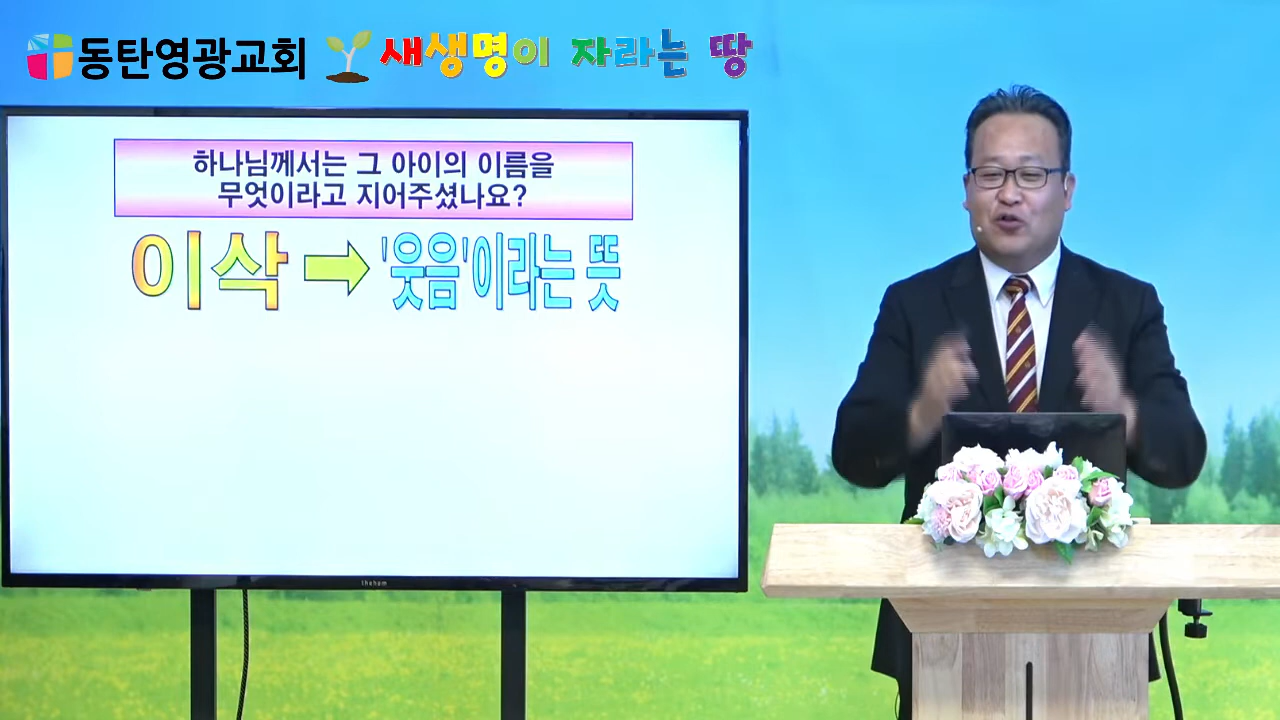 동탄영광교회 새생명이 자라는 땅
하나님께서는 그 아이의 이름을
무엇이라고 지어주셨나요?
이삭 → '웃음'이라는 뜻
theham